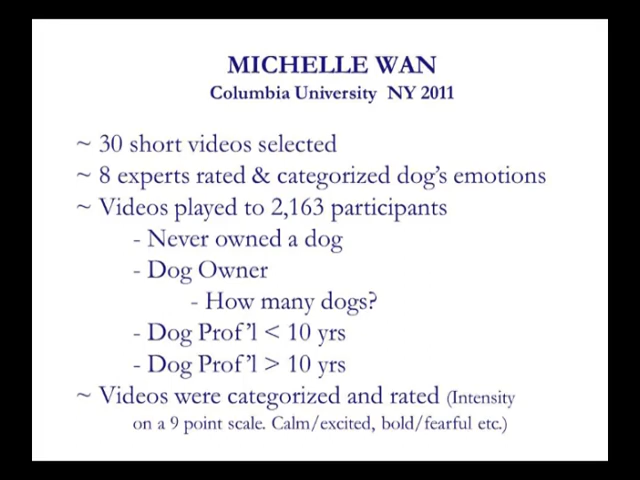 MICHELLE WAN
Columbia University NY 2011
~ 30 short videos selected
~ 8 experts rated & categorized dog's emotions
~ Videos played to 2,163 participants
- Never owned a dog
- Dog Owner
- How many dogs?
- Dog Prof'l < 10 yrs
- Dog Prof'l > 10 yrs
~ Videos were categorized and rated (Intensity
on a 9 point scale. Calm/excited, bold/fearful etc.)